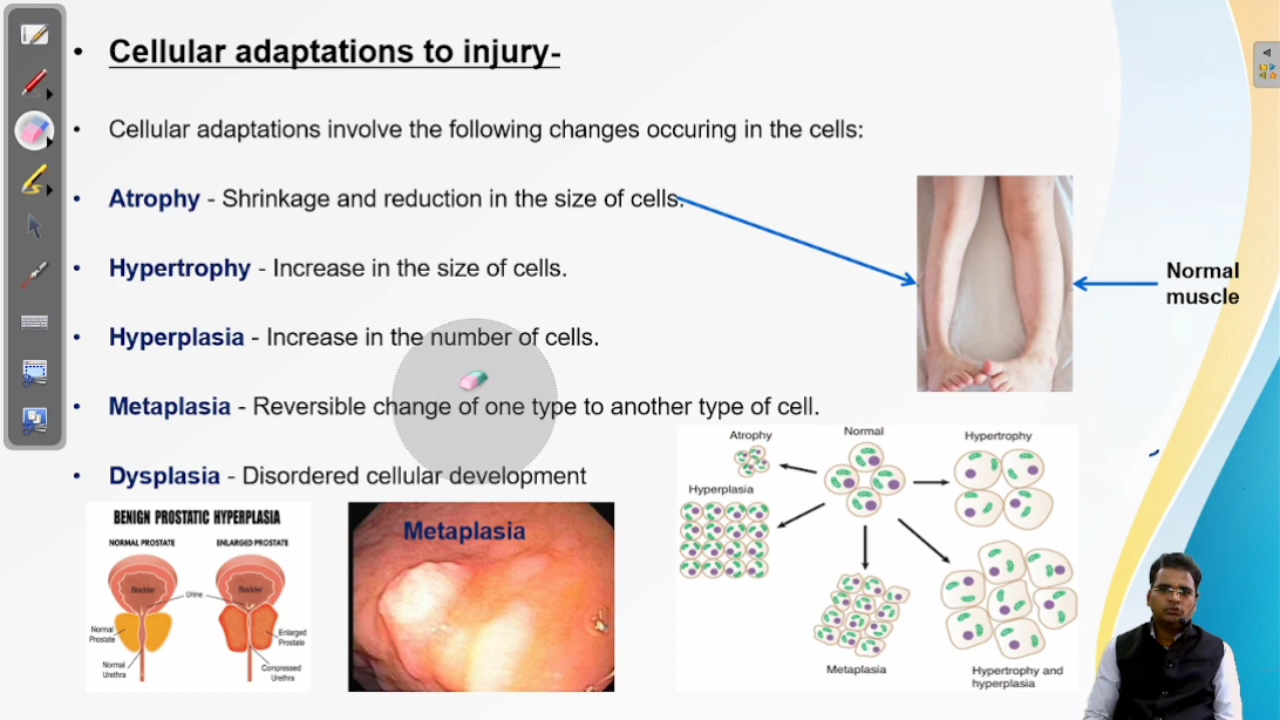 Cellular adaptations to injury-
Cellular adaptations involve the following changes occuring in the cells:
Atrophy - Shrinkage and reduction in the size of cells.
Hypertrophy - Increase in the size of cells.
Normal
muscle
Hyperplasia - Increase in the number of cells.
Metaplasia - Reversible change of one type to another type of cell.
Dysplasia - Disordered cellular development
BENIGN PROSTATIC HYPERPLASIA
NORMAL PROSTATE
ENLARGED PROSTATE
Bladder
Urine
Bladder
Normal
Prostate
Enlarged
Prostate
Normal
Urethra
Compressed
Urethra
Metaplasia
Atrophy
Normal
Hypertrophy
Hyperplasia
Metaplasia
Hypertrophy and
hyperplasia